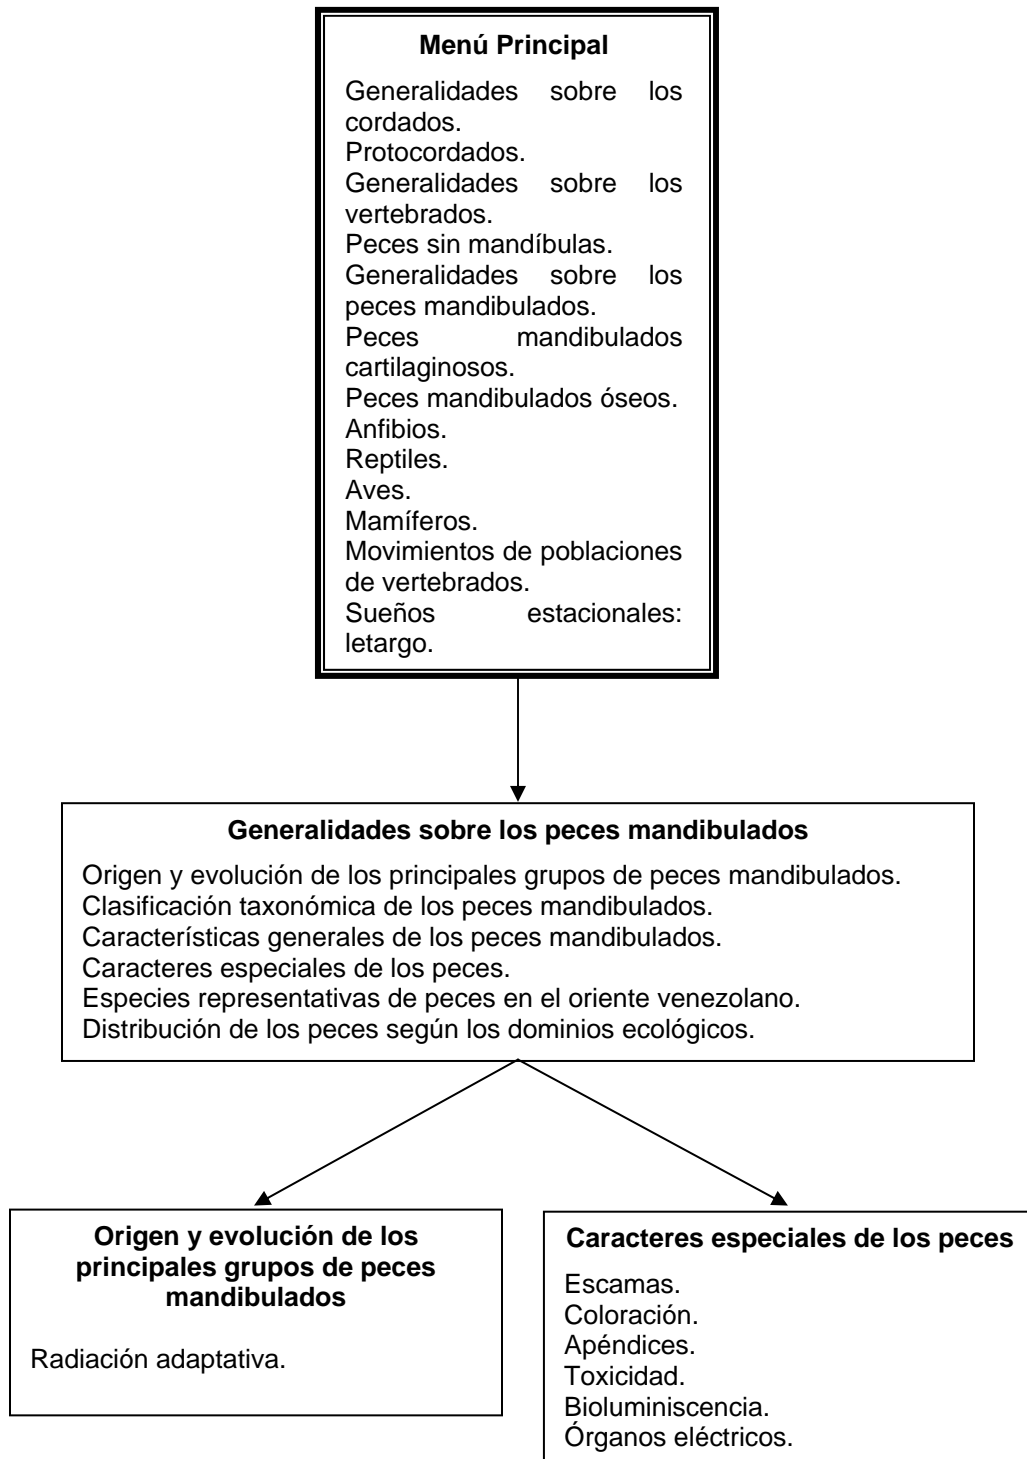 Menú Principal
Generalidades sobre los
cordados.
Protocordados.
Generalidades sobre los
vertebrados.
Peces sin mandíbulas.
Generalidades sobre los
peces mandibulados.
Peces mandibulados
cartilaginosos.
Peces mandibulados óseos.
Anfibios.
Reptiles.
Aves.
Mamíferos.
Movimientos de poblaciones
de vertebrados.
Sueños estacionales:
letargo.
Generalidades sobre los peces mandibulados
Origen y evolución de los principales grupos de peces mandibulados.
Clasificación taxonómica de los peces mandibulados.
Características generales de los peces mandibulados.
Caracteres especiales de los peces.
Especies representativas de peces en el oriente venezolano.
Distribución de los peces según los dominios ecológicos.
Origen y evolución de los
principales grupos de peces
mandibulados
Radiación adaptativa.
Caracteres especiales de los peces
Escamas.
Coloración.
Apéndices.
Toxicidad.
Bioluminiscencia.
Órganos eléctricos.